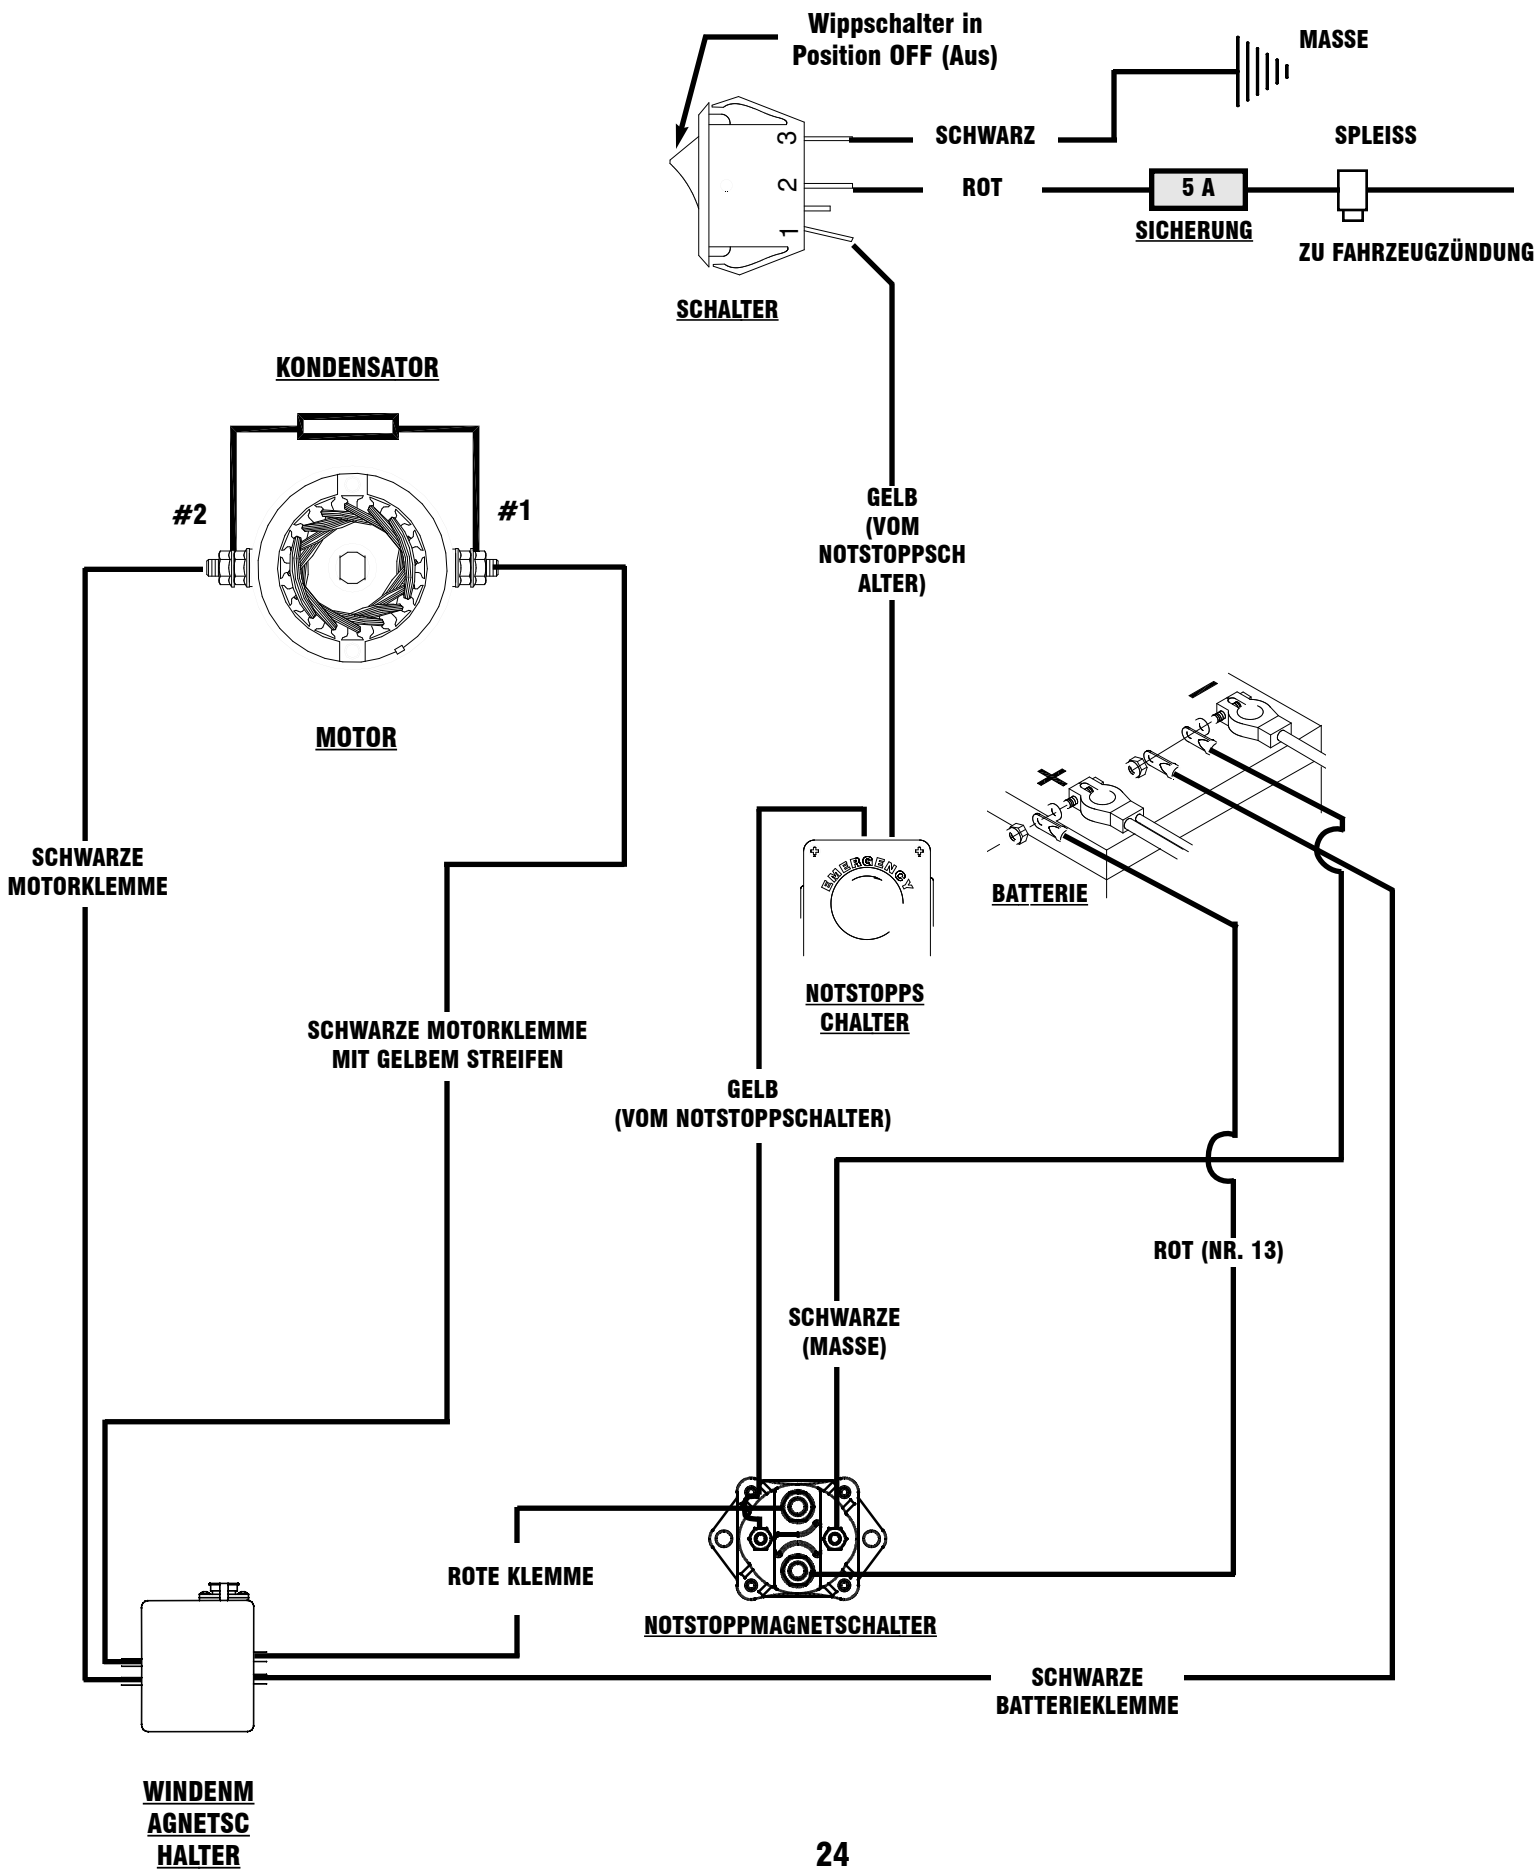 Wippschalter in
Position OFF (Aus)
MASSE
3
SCHWARZ
SPLEISS
2
ROT
5 A
1
SICHERUNG
ZU FAHRZEUGZÜNDUNG
SCHALTER
KONDENSATOR
#2
#1
GELB
(VOM
NOTSTOPPSCH
ALTER)
MOTOR
SCHWARZE
MOTORKLEMME
EMERGENCY
BATTERIE
NOTSTOPPS
CHALTER
SCHWARZE MOTORKLEMME
MIT GELBEM STREIFEN
GELB
(VOM NOTSTOPPSCHALTER)
ROT (NR. 13)
SCHWARZE
(MASSE)
ROTE KLEMME
NOTSTOPPMAGNETSCHALTER
SCHWARZE
BATTERIEKLEMME
WINDENM
AGNETSC
HALTER
24